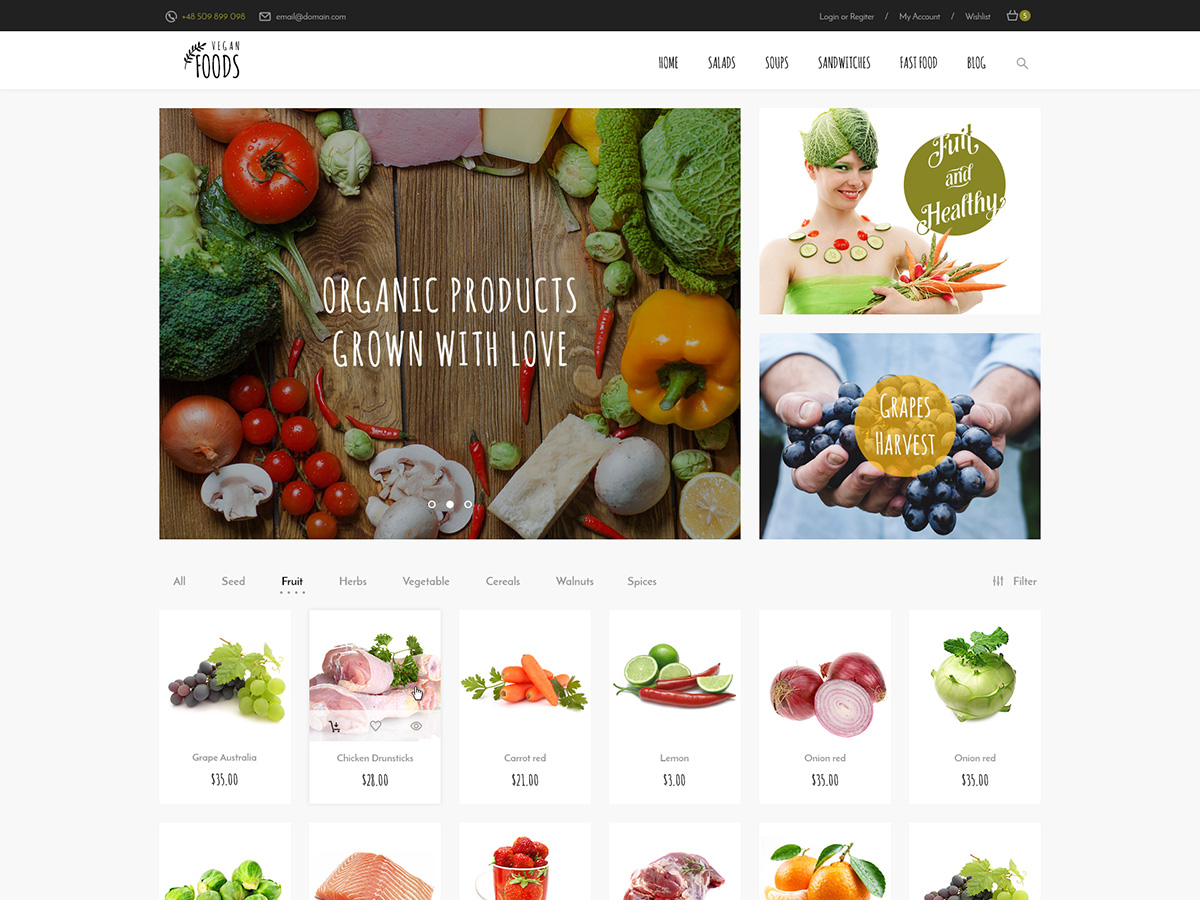 +48 509 899 098
email@domain.com
Login or Regiter / My Account / Wishlist
5
VEGAN
FOODS
HOME SALADS SOUPS SANDWITCHES FAST FOOD BLOG
ORGANIC PRODUCTS
GROWN WITH LOVE
Fuit
and
Healthy
GRAPES
HARVEST
All Seed Fruit Herbs Vegetable Cereals Walnuts Spices Filter
Grape Australia
$35.00
Chicken Drunsticks
$28.00
Carrot red
$21.00
Lemon
$3.00
Onion red
$35.00
Onion red
$35.00